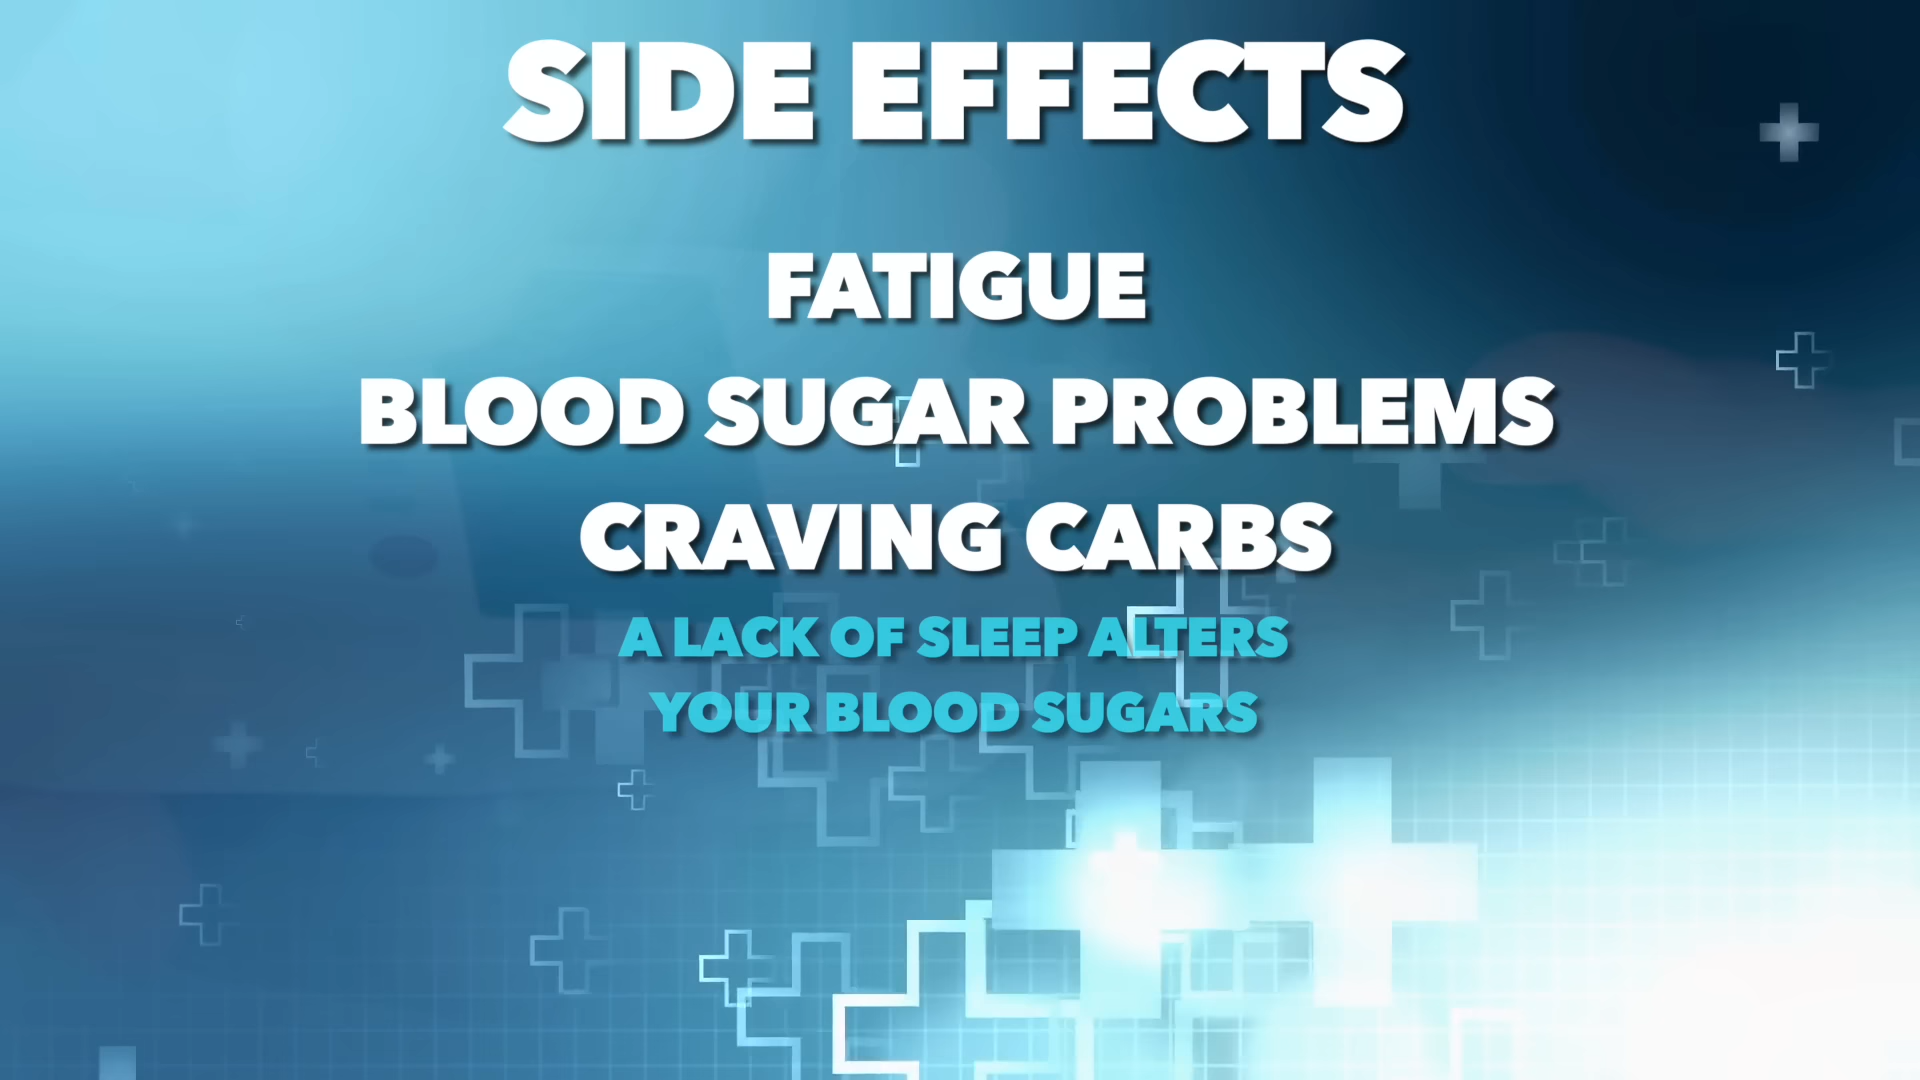 SIDE EFFECTS
FATIGUE
BLOOD SUGAR PROBLEMS
CRAVING CARBS
A LACK OF SLEEP ALTERS
YOUR BLOOD SUGARS